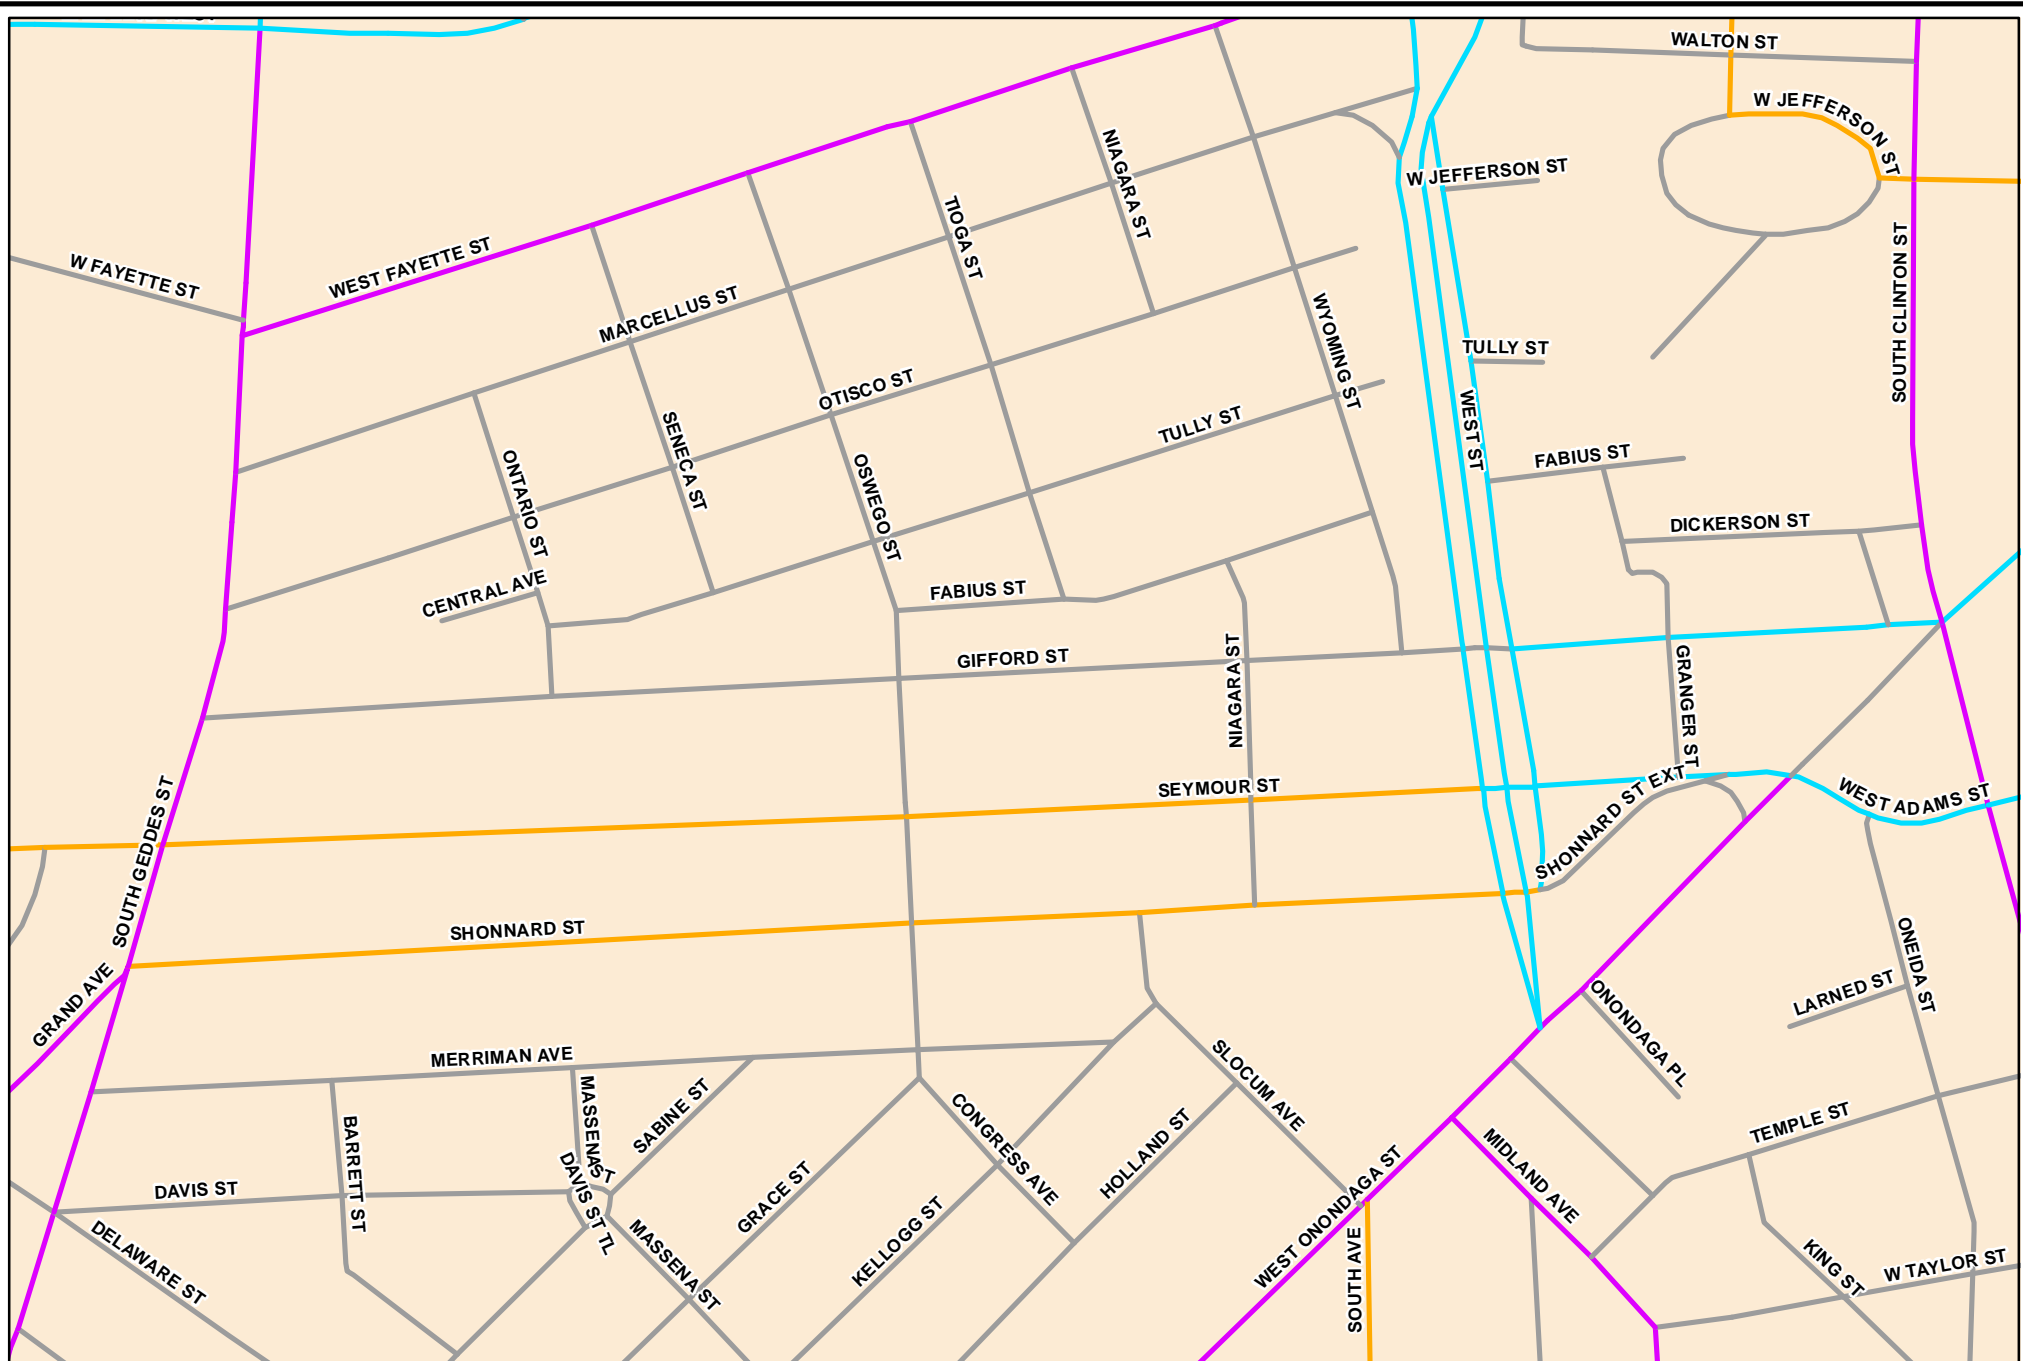 WALTON ST
W JEFFERSON ST
NIAGARA ST
W JEFFERSON ST
TIOGA ST
W FAYETTE ST
WEST FAYETTE ST
SOUTH CLINTON ST
MARCELLUS ST
WYOMING ST
TULLY ST
OTISCO ST
WEST ST
TULLY ST
SENECA ST
ONTARIO ST
OSWEGO ST
FABIUS ST
DICKERSON ST
CENTRAL AVE
FABIUS ST
GIFFORD ST
NIAGARA ST
GRANGER ST
SEYMOUR ST
SHONNARD ST EXT
WEST ADAMS ST
SOUTH GEDDES ST
SHONNARD ST
ONEIDA ST
GRAND AVE
LARNED ST
ONONDAGA PL
MERRIMAN AVE
SLOCUM AVE
MASSENA ST
SABINE ST
CONGRESS AVE
HOLLAND ST
TEMPLE ST
BARRETT ST
MIDLAND AVE
DAVIS ST
DAVIS ST TL
GRACE ST
WEST ONONDAGA ST
KELLOGG ST
DELAWARE ST
MASSENA ST
SOUTH AVE
KING ST
W TAYLOR ST